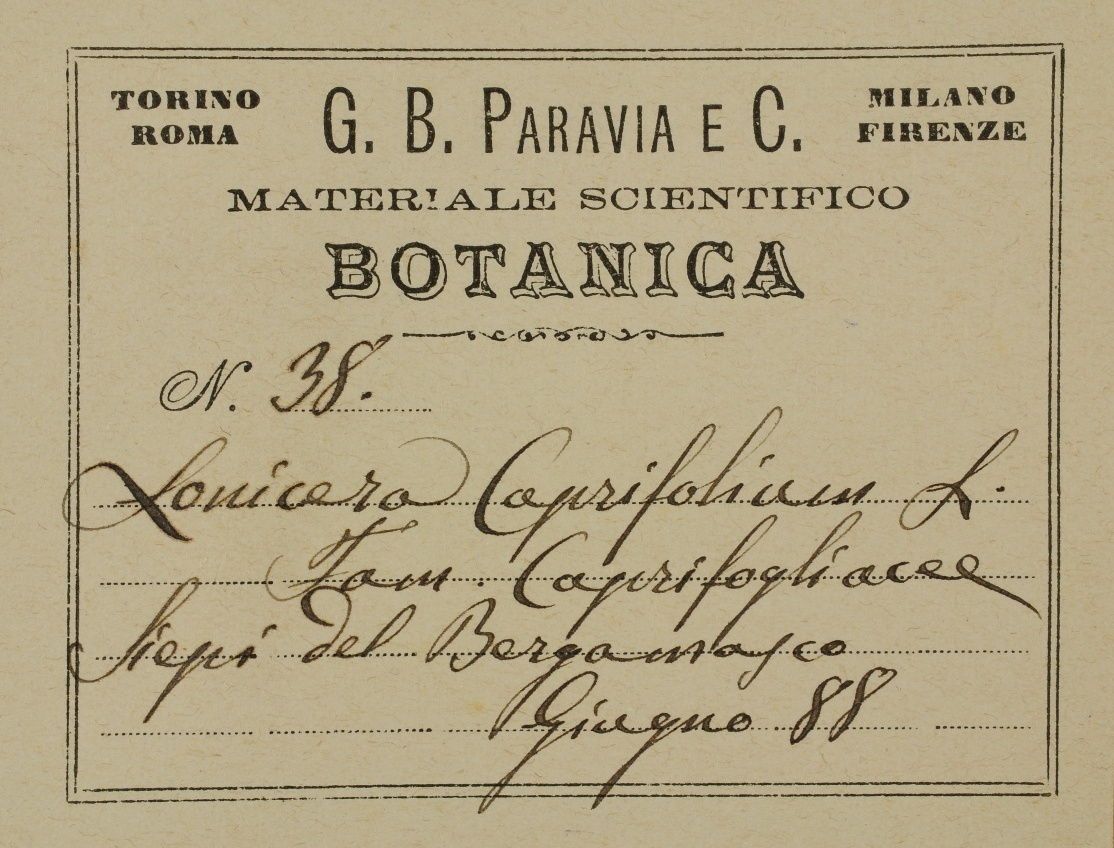 TORINO ROMA G. B. PARAVIA E C. MILANO FIRENZE
MATERIALE SCIENTIFICO
BOTANICA
N. 38.
Lonicera Caprifolium L.
Fam. Caprifogliacee
Siepi del Bergamasco
Giugno 88